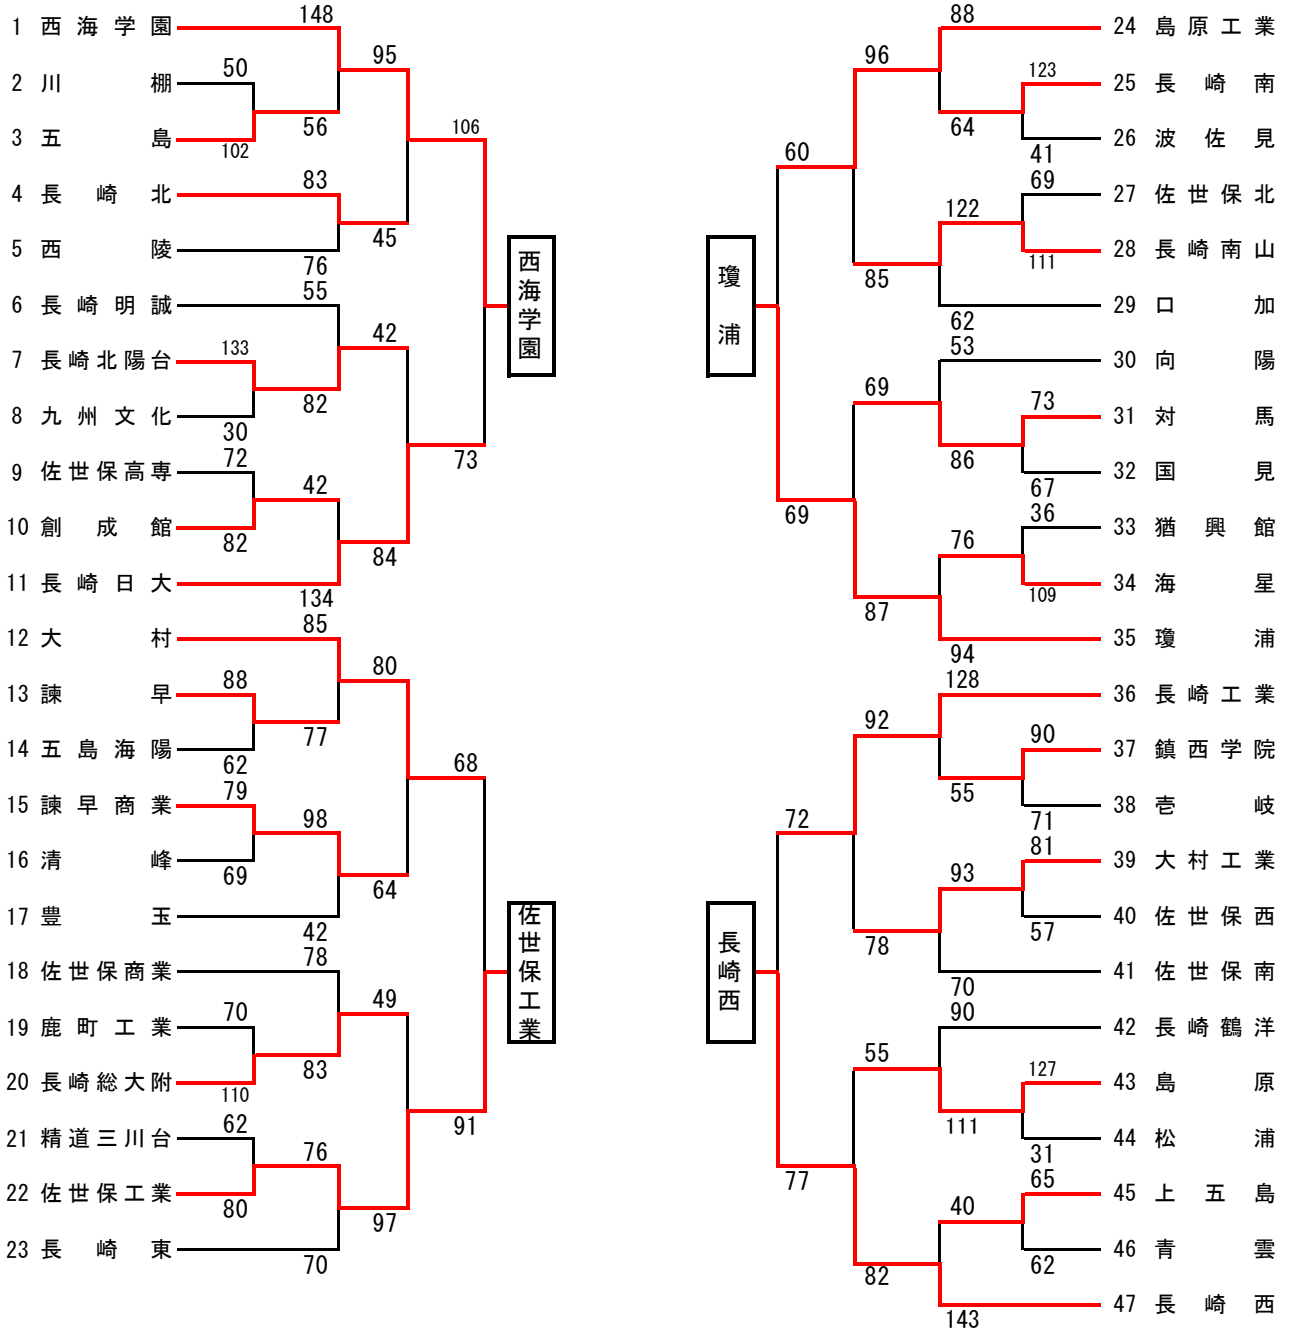 1 西海学園
2 川棚
3 五島
4 長崎北
5 西陵
6 長崎明誠
7 長崎北陽台
8 九州文化
9 佐世保高専
10 創成館
11 長崎日大
12 大村
13 諫早
14 五島海陽
15 諫早商業
16 清峰
17 豊玉
18 佐世保商業
19 鹿町工業
20 長崎総大附
21 精道三川台
22 佐世保工業
23 長崎東
50
102
133
30
72
82
88
62
79
69
70
110
62
80
148
56
83
76
55
82
42
134
85
77
98
42
78
83
76
70
95
45
42
84
80
64
49
97
106
73
68
91
西海学園
佐世保工業
瓊浦
長崎西
60
69
72
77
96
85
69
87
92
78
55
82
88
64
122
62
53
86
76
94
128
55
93
70
90
111
40
143
123
41
69
111
73
67
36
109
90
71
81
57
127
31
65
62
24 島原工業
25 長崎南
26 波佐見
27 佐世保北
28 長崎南山
29 口加
30 向陽
31 対馬
32 国見
33 猶興館
34 海星
35 瓊浦
36 長崎工業
37 鎮西学院
38 壱岐
39 大村工業
40 佐世保西
41 佐世保南
42 長崎鶴洋
43 島原
44 松浦
45 上五島
46 青雲
47 長崎西